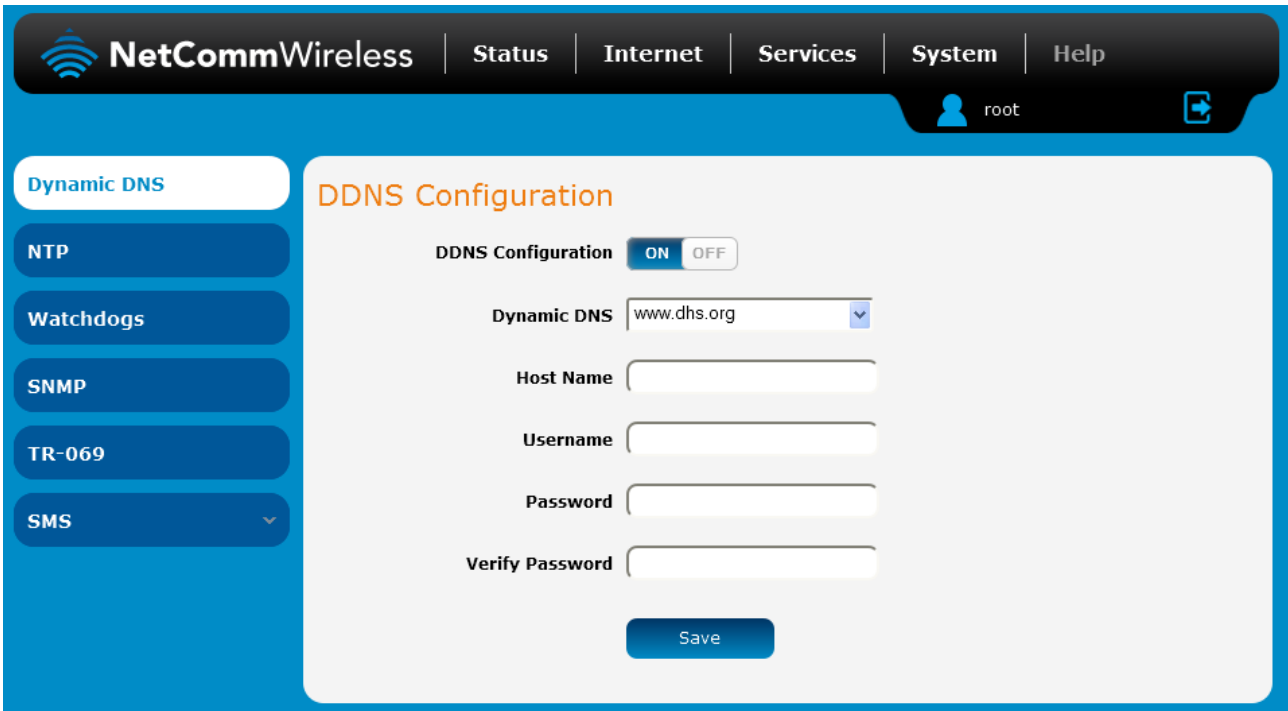 NetCommWireless Status Internet Services System Help
root
Dynamic DNS
NTP
Watchdogs
SNMP
TR-069
SMS
DDNS Configuration
DDNS Configuration ON OFF
Dynamic DNS www.dhs.org
Host Name
Username
Password
Verify Password
Save